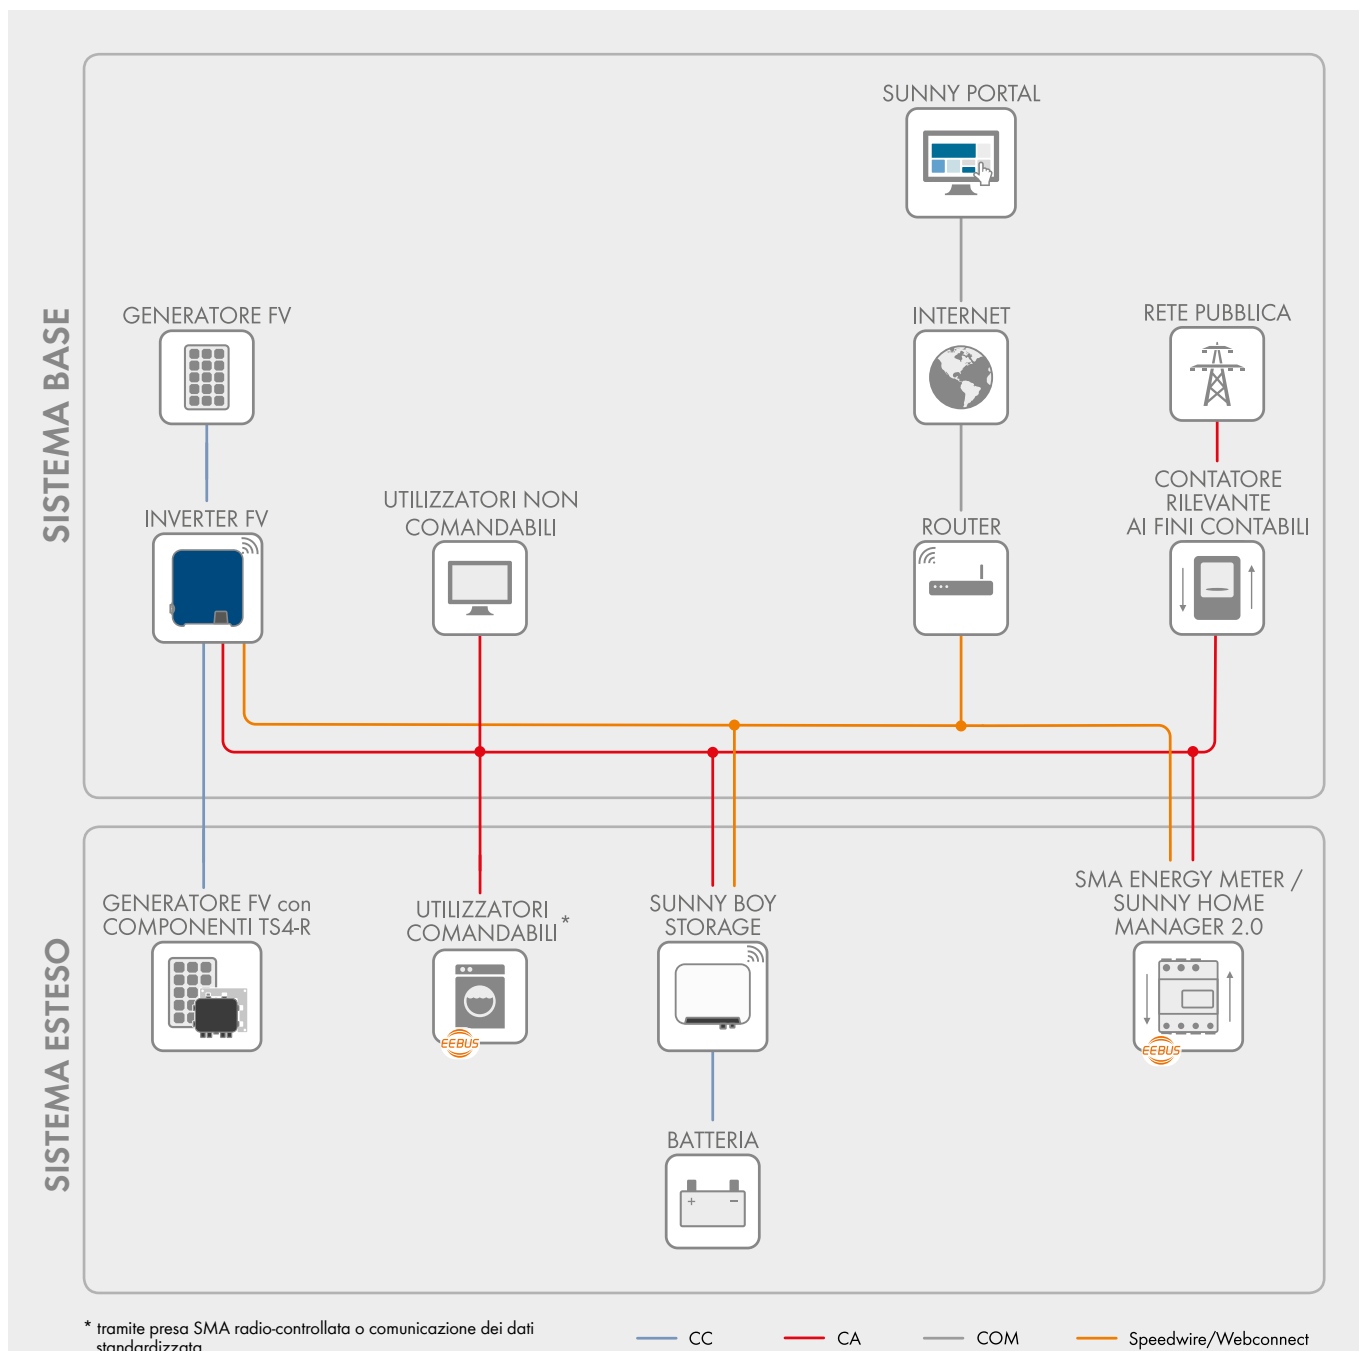 SISTEMA BASE
SUNNY PORTAL
GENERATORE FV
INTERNET
RETE PUBBLICA
INVERTER FV
UTILIZZATORI NON
COMANDABILI
ROUTER
CONTATORE
RILEVANTE
AI FINI CONTABILI
SISTEMA ESTESO
GENERATORE FV con
COMPONENTI TS4-R
UTILIZZATORI
COMANDABILI *
EEBUS
SUNNY BOY
STORAGE
SMA ENERGY METER /
SUNNY HOME
MANAGER 2.0
EEBUS
BATTERIA
+ −
* tramite presa SMA radio-controllata o comunicazione dei dati
standardizzata
CC
CA
COM
Speedwire/Webconnect